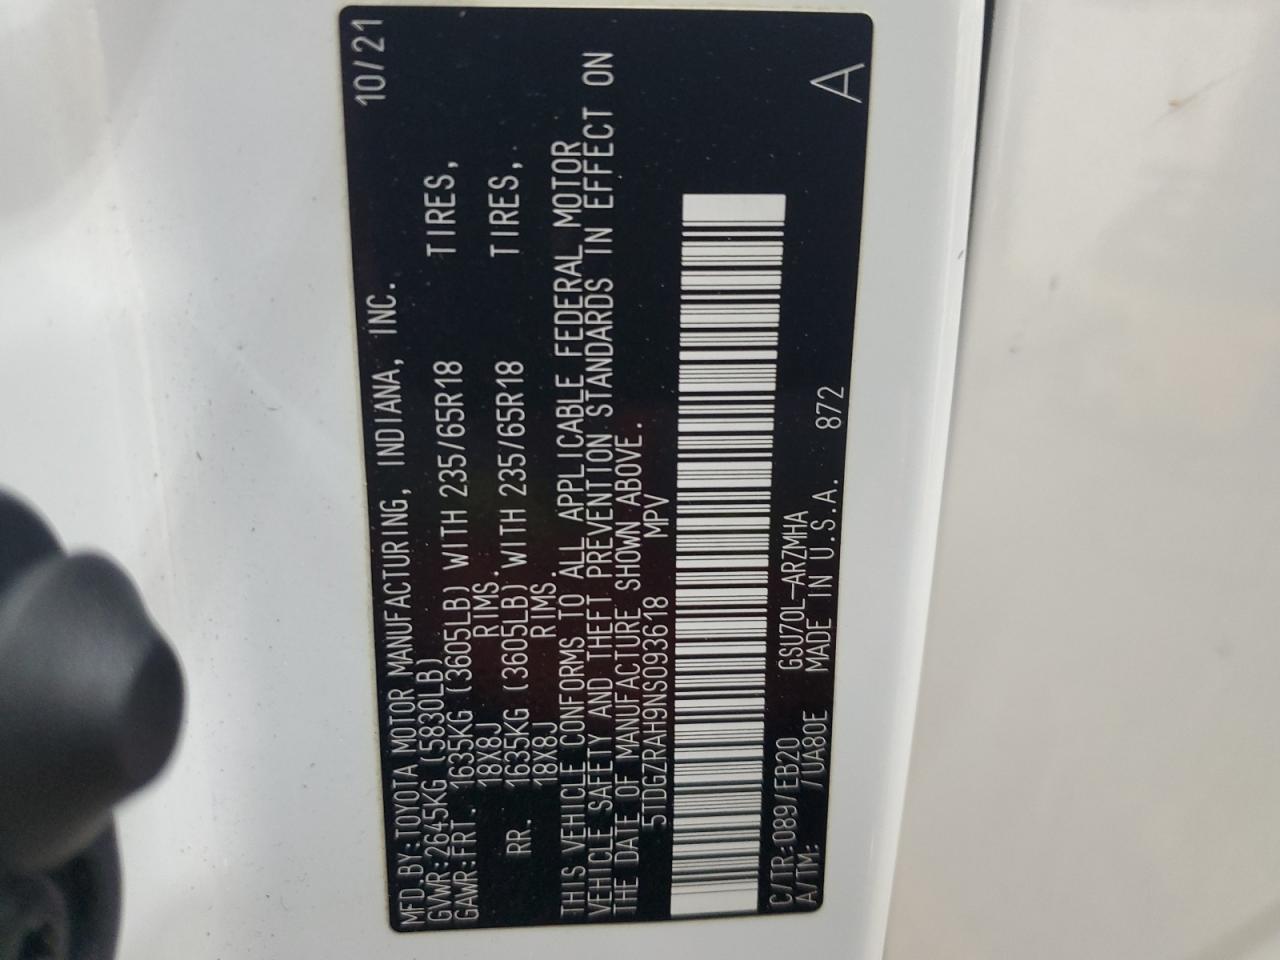 MFD.BY:TOYOTA MOTOR MANUFACTURING, INDIANA, INC. 10/21
GVWR:2645KG (5830LB)
GAWR:FRT. 1635KG (3605LB) WITH 235/65R18 TIRES,
18X8J RIMS.
RR. 1635KG (3605LB) WITH 235/65R18 TIRES,
18X8J RIMS.
THIS VEHICLE CONFORMS TO ALL APPLICABLE FEDERAL MOTOR
VEHICLE SAFETY AND THEFT PREVENTION STANDARDS IN EFFECT ON
THE DATE OF MANUFACTURE SHOWN ABOVE.
5TDGZRAH9NS093618 MPV
C/TR:089/EB20 GSU70L-ARZMHA
A/TM: /UA80E MADE IN U.S.A. 872 A